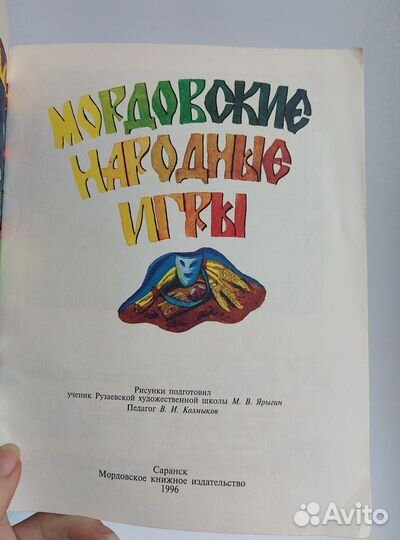 МОРДОВСКИЕ
НАРОДНЫЕ
ИГРЫ
Рисунки подготовил
ученик Рузаевской художественной школы М. В. Ярыгин
Педагог В. И. Колмыков
Саранск
Мордовское книжное издательство
1996
Avito